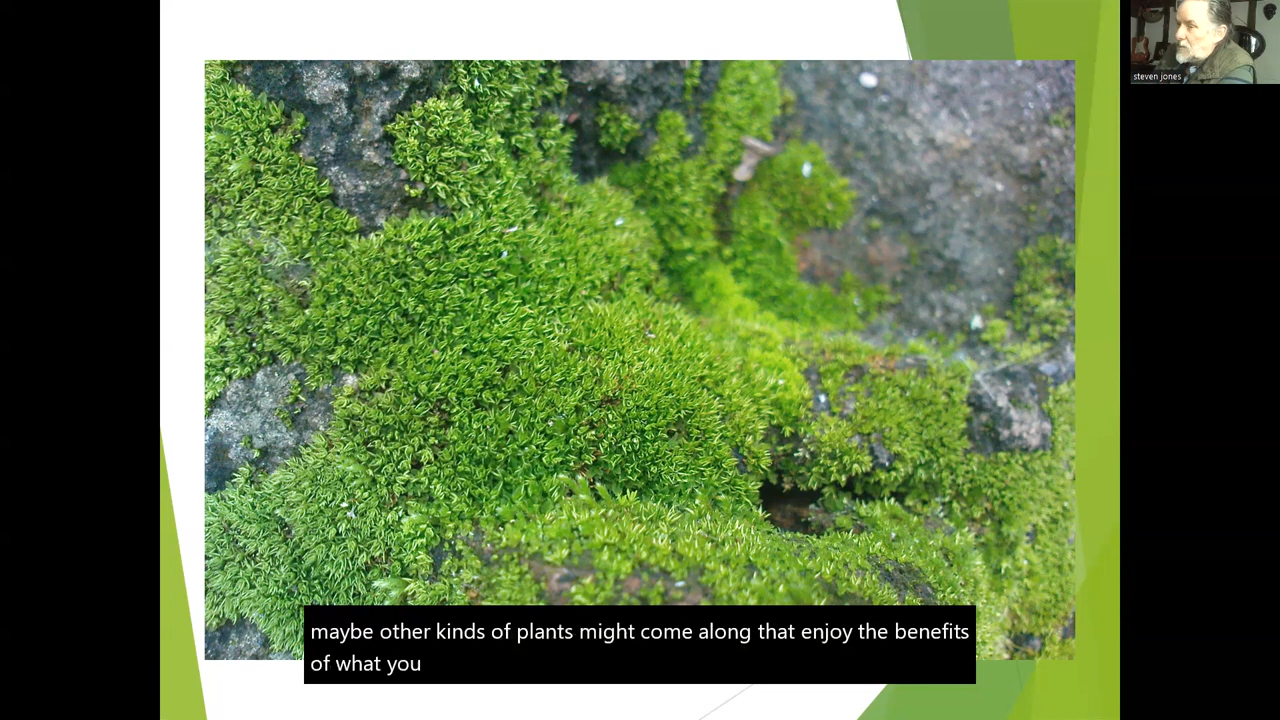 steven jones
maybe other kinds of plants might come along that enjoy the benefits
of what you